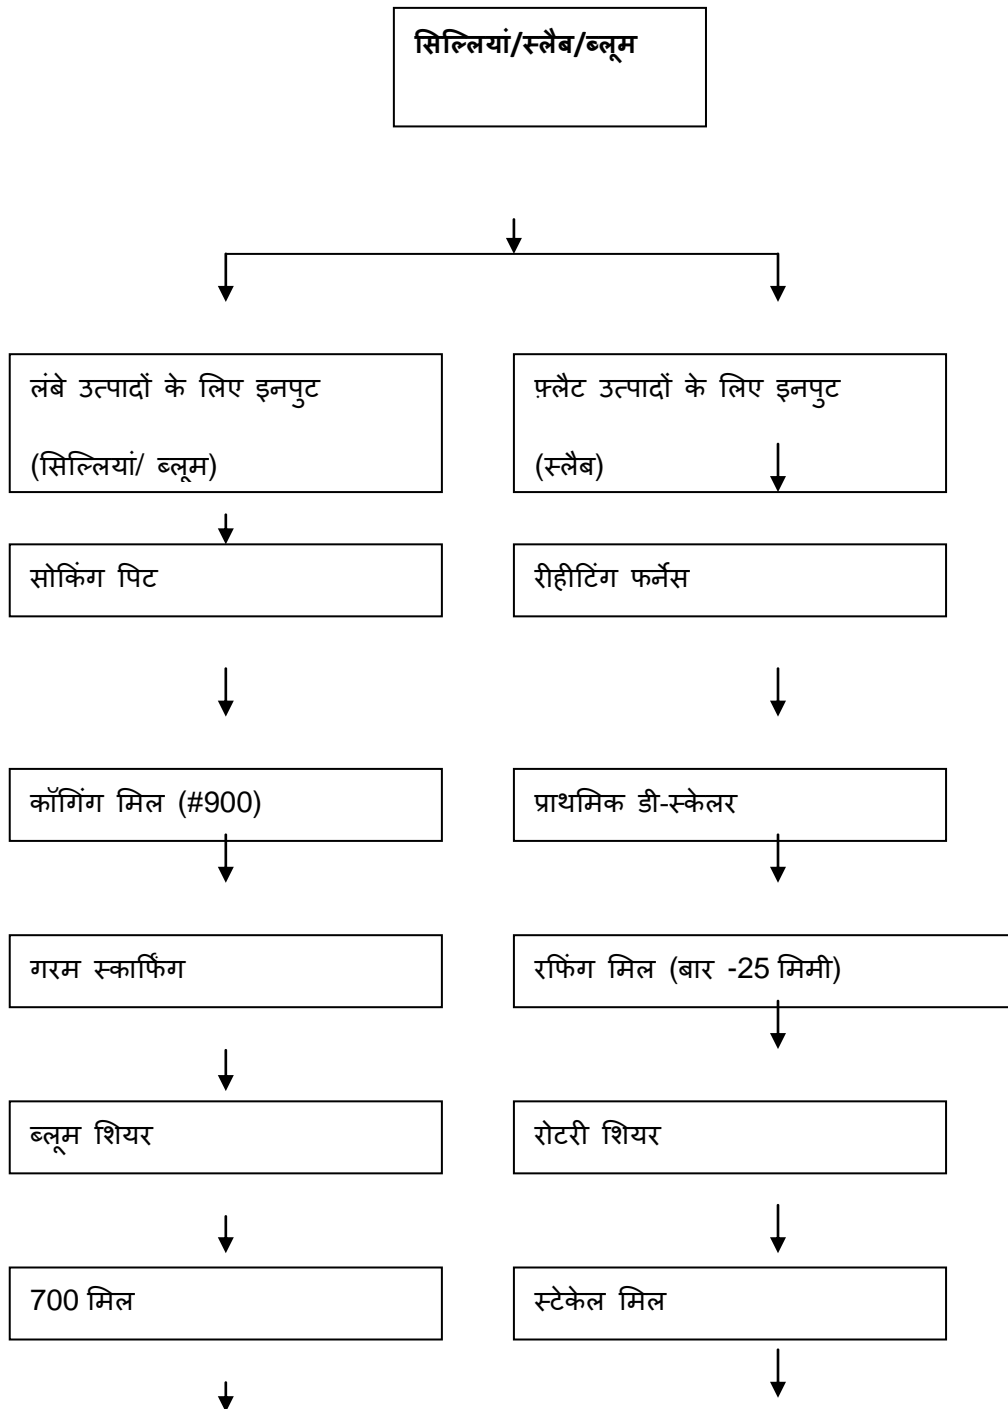 सिल्लियां/स्लैब/ब्लूम
लंबे उत्पादों के लिए इनपुट
(सिल्लियां/ ब्लूम)
फ़्लैट उत्पादों के लिए इनपुट
(स्लैब)
सोकिंग पिट
रीहीटिंग फर्नेस
कॉगिंग मिल (#900)
प्राथमिक डी-स्केलर
गरम स्कार्फिंग
रफिंग मिल (बार -25 मिमी)
ब्लूम शियर
रोटरी शियर
700 मिल
स्टेकेल मिल